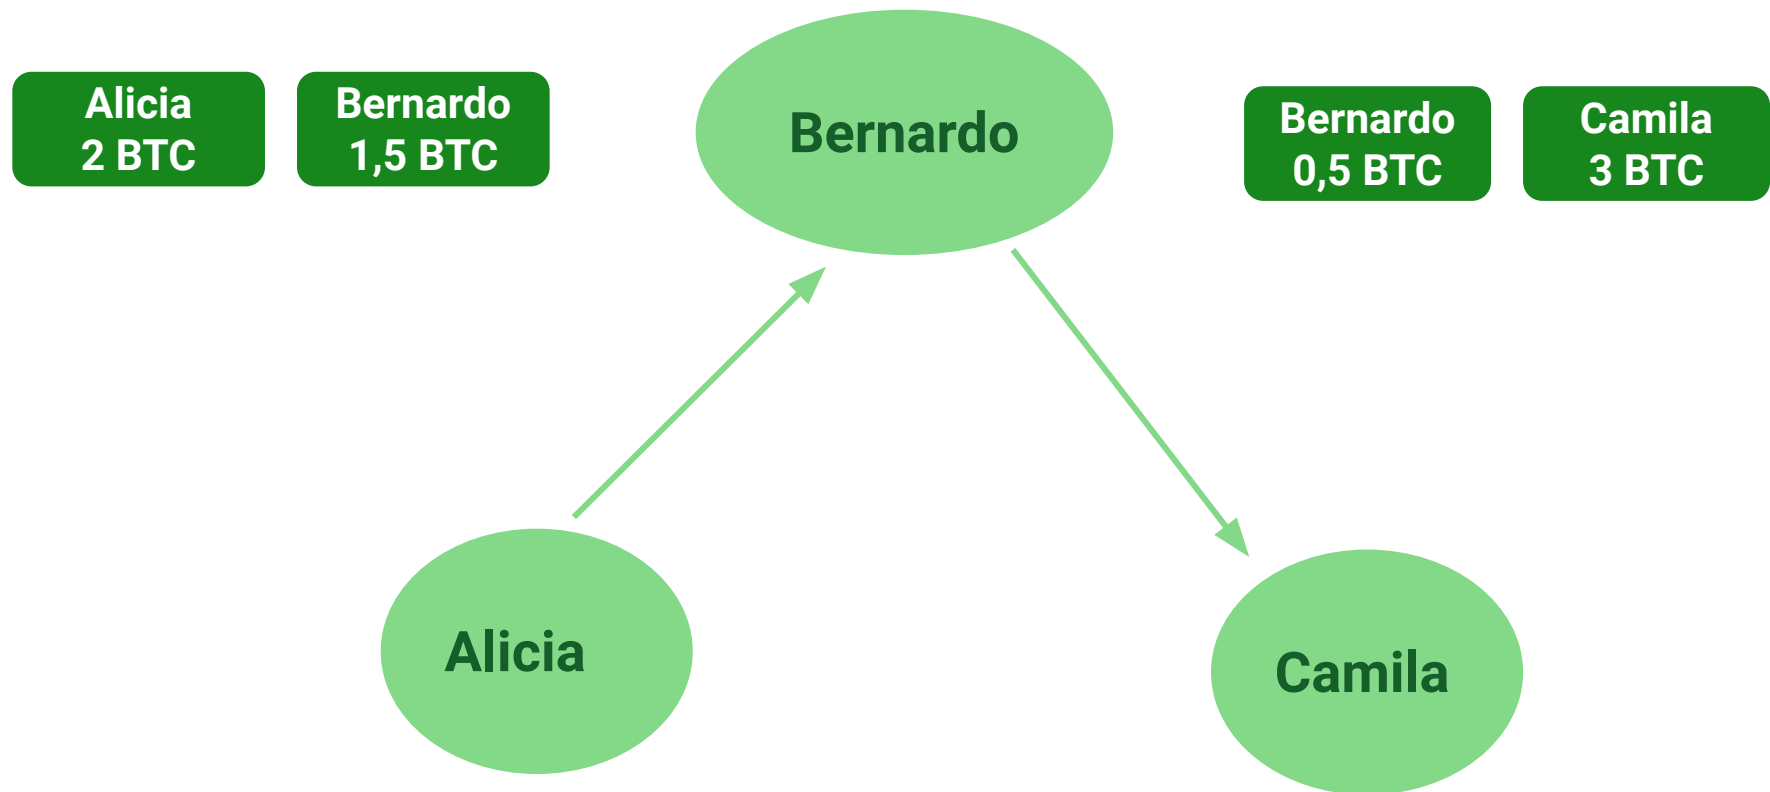 Alicia
2 BTC
Bernardo
1,5 BTC
Bernardo
Bernardo
0,5 BTC
Camila
3 BTC
Alicia
Camila